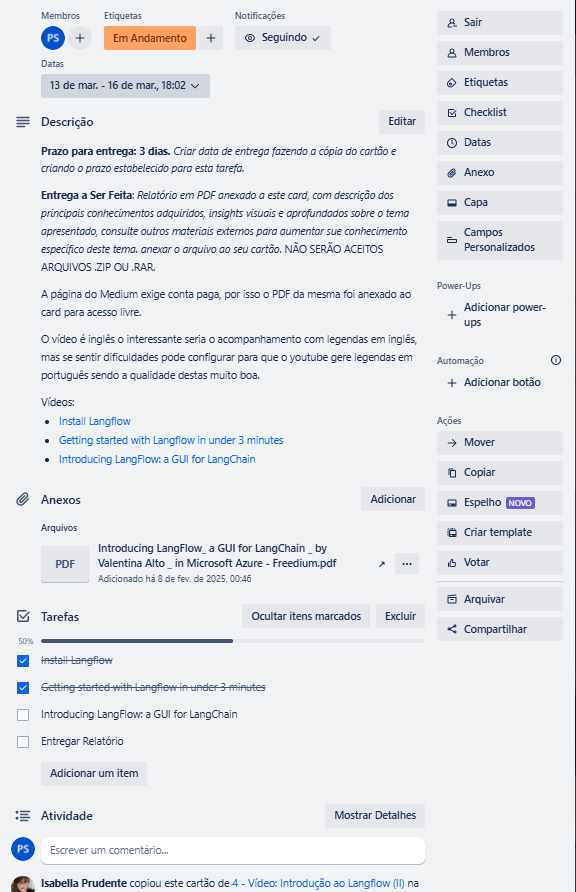 Membros
Etiquetas
Notificações
PS
Em Andamento
Seguindo
Datas
13 de mar. - 16 de mar., 18:02
Descrição
Editar
Prazo para entrega: 3 dias. Criar data de entrega fazendo a cópia do cartão e
criando o prazo estabelecido para esta tarefa.
Entrega a Ser Feita: Relatório em PDF anexado a este card, com descrição dos
principais conhecimentos adquiridos, insights visuais e aprofundados sobre o tema
apresentado, consulte outros materiais externos para aumentar sue conhecimento
específico deste tema. anexar o arquivo ao seu cartão. NÃO SERÃO ACEITOS
ARQUIVOS .ZIP OU .RAR.
A página do Medium exige conta paga, por isso o PDF da mesma foi anexado ao
card para acesso livre.
O vídeo é inglês o interessante seria o acompanhamento com legendas em inglês,
mas se sentir dificuldades pode configurar para que o youtube gere legendas em
português sendo a qualidade destas muito boa.
Vídeos:
Install Langflow
Getting started with Langflow in under 3 minutes
Introducing LangFlow: a GUI for LangChain
Anexos
Adicionar
Arquivos
PDF
Introducing LangFlow_ a GUI for LangChain _ by
Valentina Alto _ in Microsoft Azure - Freedium.pdf
Adicionado há 8 de fev. de 2025, 00:46
Tarefas
Ocultar itens marcados
Excluir
50%
Install Langflow
Getting started with Langflow in under 3 minutes
Introducing LangFlow: a GUI for LangChain
Entregar Relatório
Adicionar um item
Atividade
Mostrar Detalhes
PS
Escrever um comentário...
Isabella Prudente copiou este cartão de 4 - Vídeo: Introdução ao Langflow (II) na
Sair
Membros
Etiquetas
Checklist
Datas
Anexo
Capa
Campos
Personalizados
Power-Ups
Adicionar power-
ups
Automação
Adicionar botão
Ações
Mover
Copiar
Espelho NOVO
Criar template
Votar
Arquivar
Compartilhar